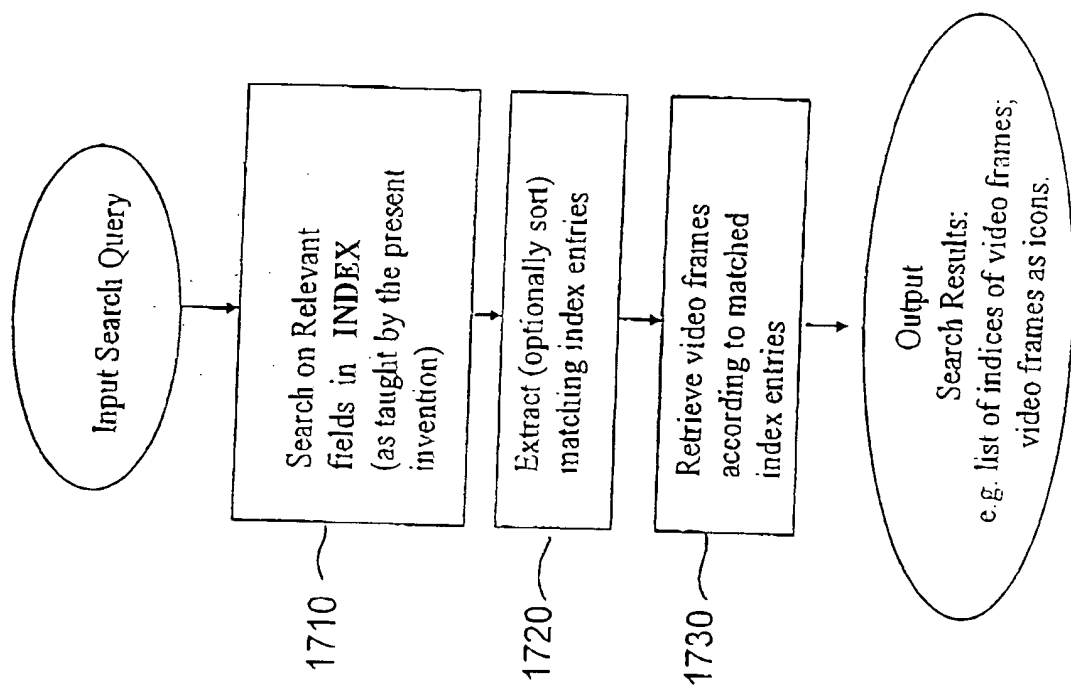 Input Search Query
Search on Relevant
fields in INDEX
(as taught by the present
invention)
1710
Extract (optionally sort)
matching index entries
1720
Retrieve video frames
according to matched
index entries
1730
Output
Search Results:
e.g. list of indices of video frames;
video frames as icons.